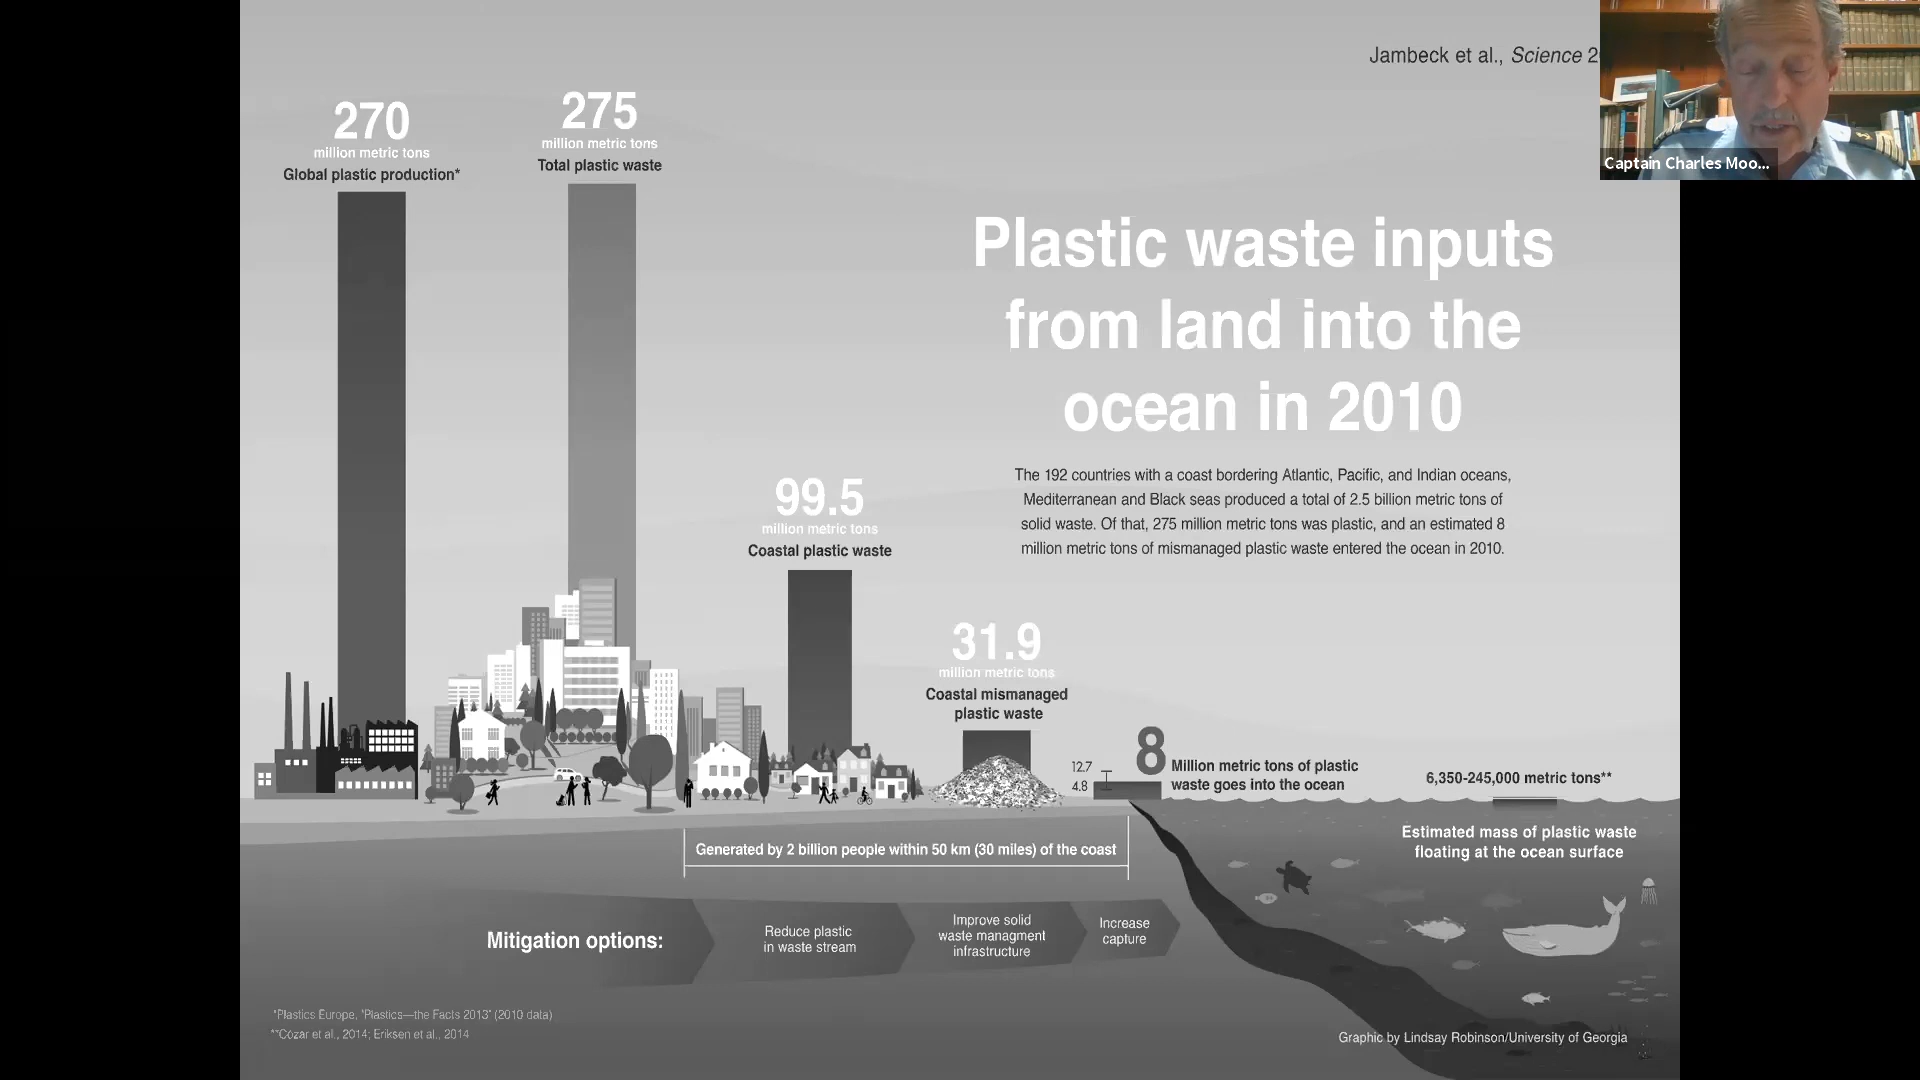 Jambeck et al., Science 2
Captain Charles Moo...
270
million metric tons
Global plastic production*
275
million metric tons
Total plastic waste
Plastic waste inputs
from land into the
ocean in 2010
The 192 countries with a coast bordering Atlantic, Pacific, and Indian oceans,
Mediterranean and Black seas produced a total of 2.5 billion metric tons of
solid waste. Of that, 275 million metric tons was plastic, and an estimated 8
million metric tons of mismanaged plastic waste entered the ocean in 2010.
99.5
million metric tons
Coastal plastic waste
31.9
million metric tons
Coastal mismanaged
plastic waste
12.7
4.8
8
Million metric tons of plastic
waste goes into the ocean
6,350-245,000 metric tons**
Estimated mass of plastic waste
floating at the ocean surface
Generated by 2 billion people within 50 km (30 miles) of the coast
Mitigation options:
Reduce plastic
in waste stream
Improve solid
waste managment
infrastructure
Increase
capture
*Plastics Europe, "Plastics—the Facts 2013" (2010 data)
**Cózar et al., 2014; Eriksen et al., 2014
Graphic by Lindsay Robinson/University of Georgia